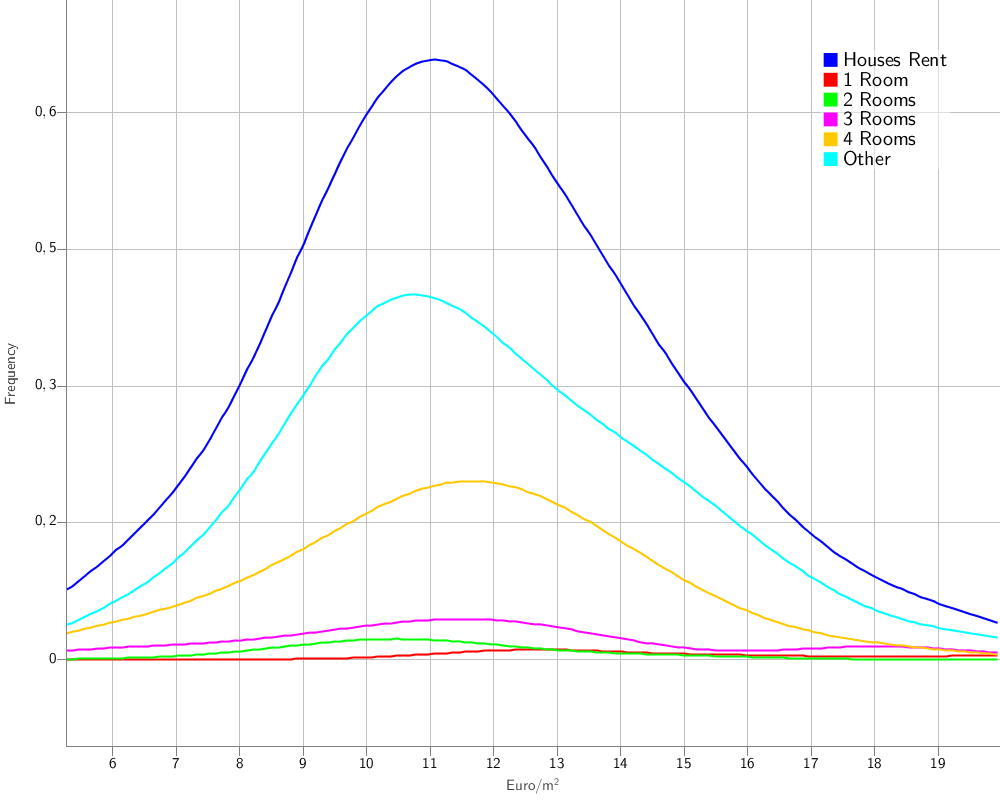 Houses Rent
1 Room
2 Rooms
3 Rooms
4 Rooms
Other
0, 6
0, 5
0, 3
0, 2
0
Frequency
6 7 8 9 10 11 12 13 14 15 16 17 18 19
Euro/m²